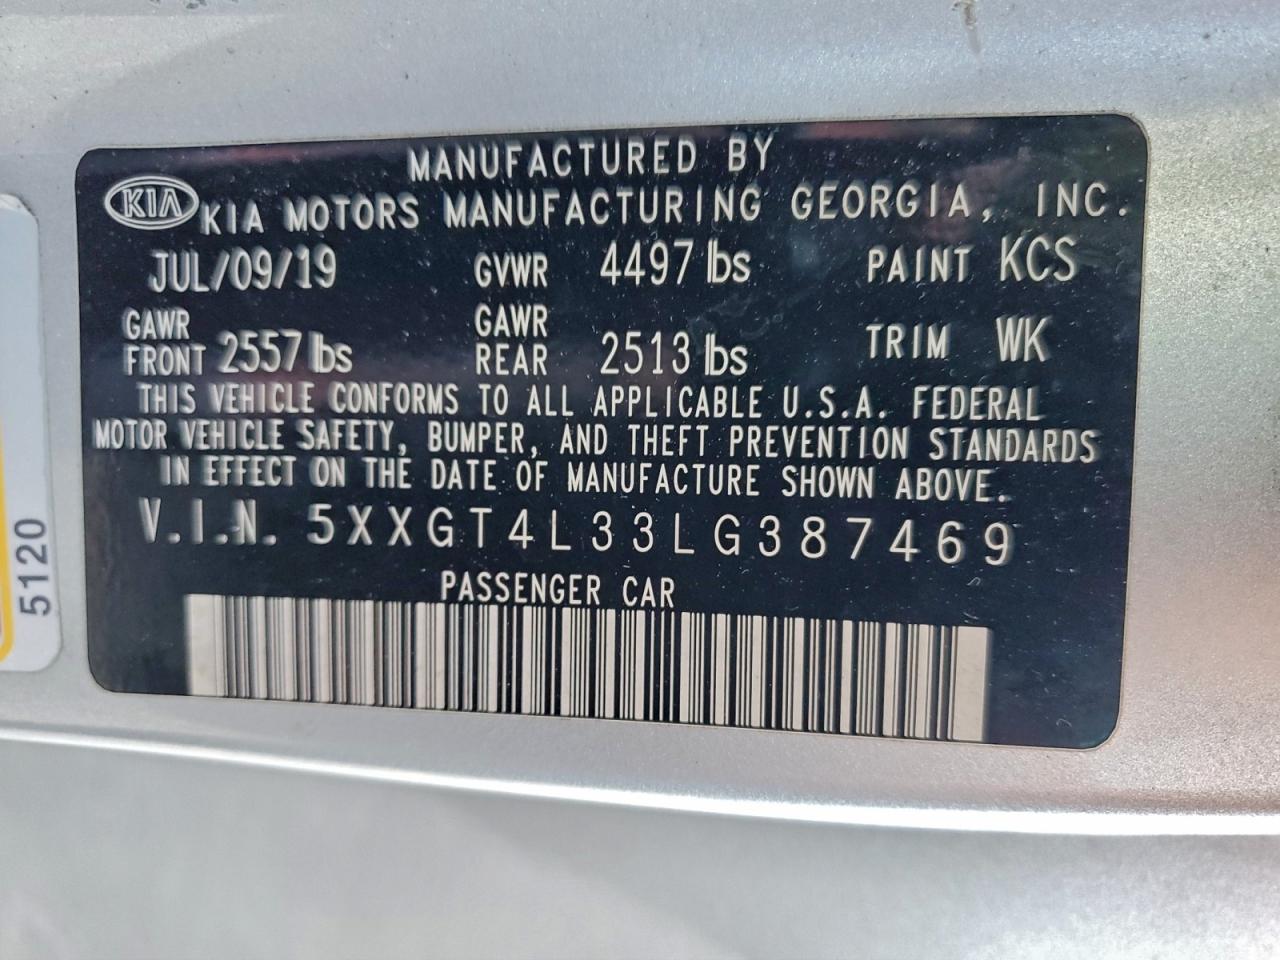 MANUFACTURED BY
KIA KIA MOTORS MANUFACTURING GEORGIA, INC.
JUL/09/19 GVWR 4497 lbs PAINT KCS
GAWR FRONT 2557 lbs GAWR REAR 2513 lbs TRIM WK
THIS VEHICLE CONFORMS TO ALL APPLICABLE U.S.A. FEDERAL
MOTOR VEHICLE SAFETY, BUMPER, AND THEFT PREVENTION STANDARDS
IN EFFECT ON THE DATE OF MANUFACTURE SHOWN ABOVE.
V.I.N. 5XXGT4L33LG387469
PASSENGER CAR
5120